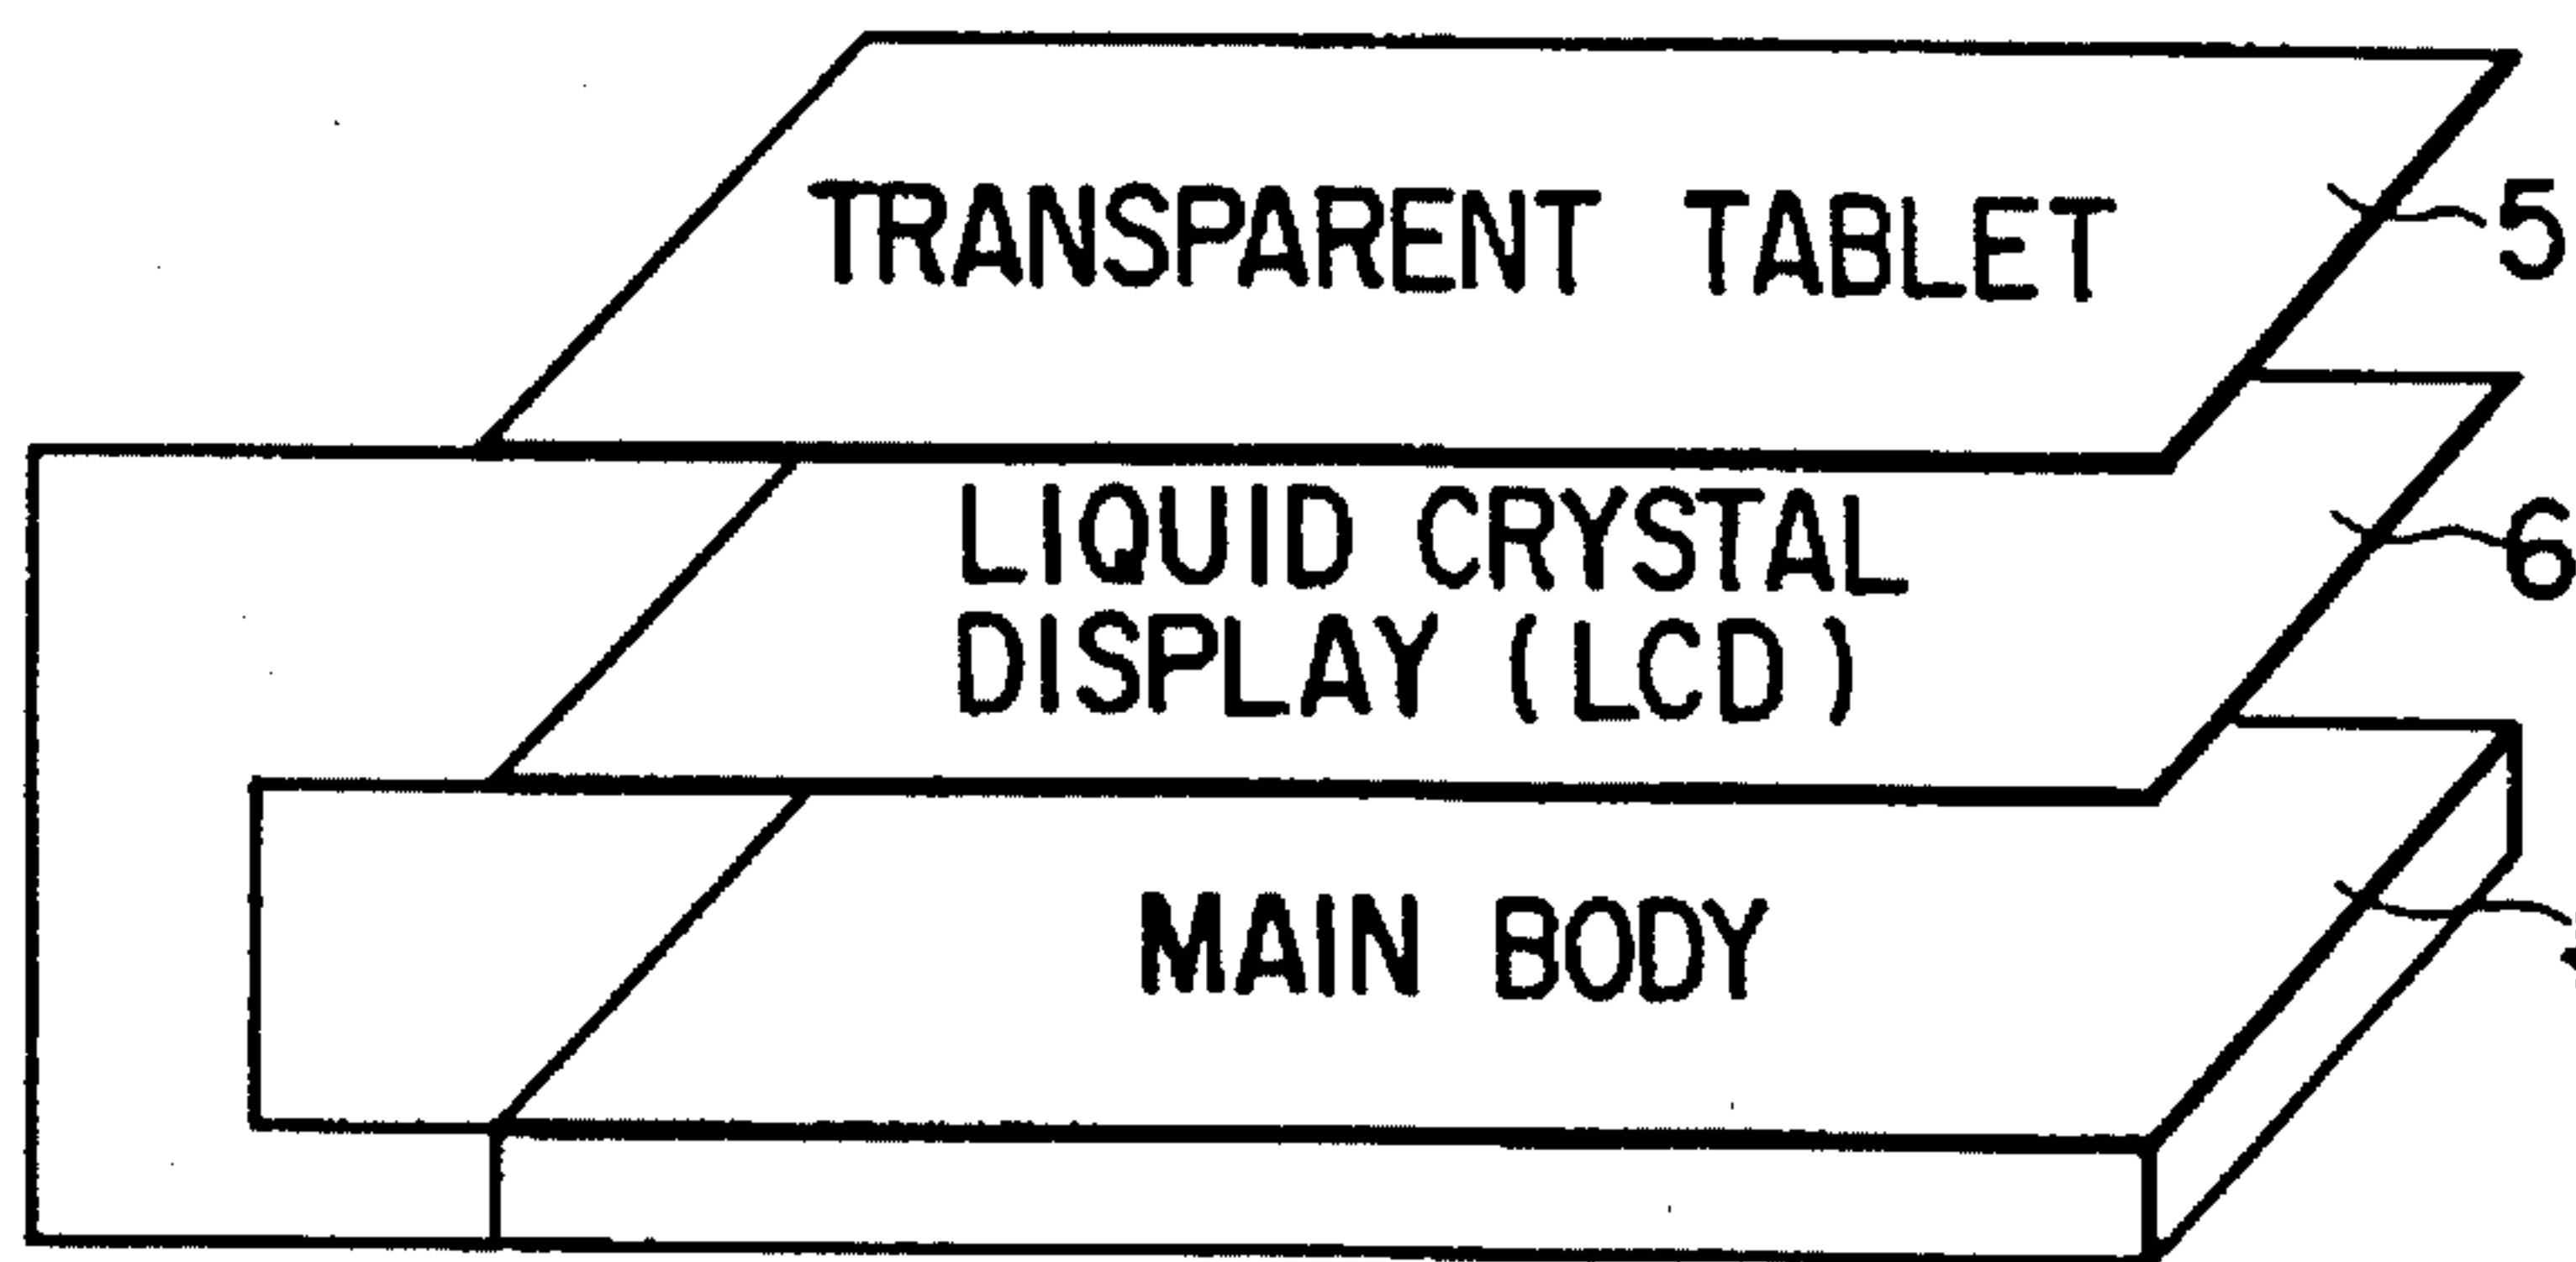 TRANSPARENT TABLET
5
LIQUID CRYSTAL
DISPLAY (LCD)
6
MAIN BODY